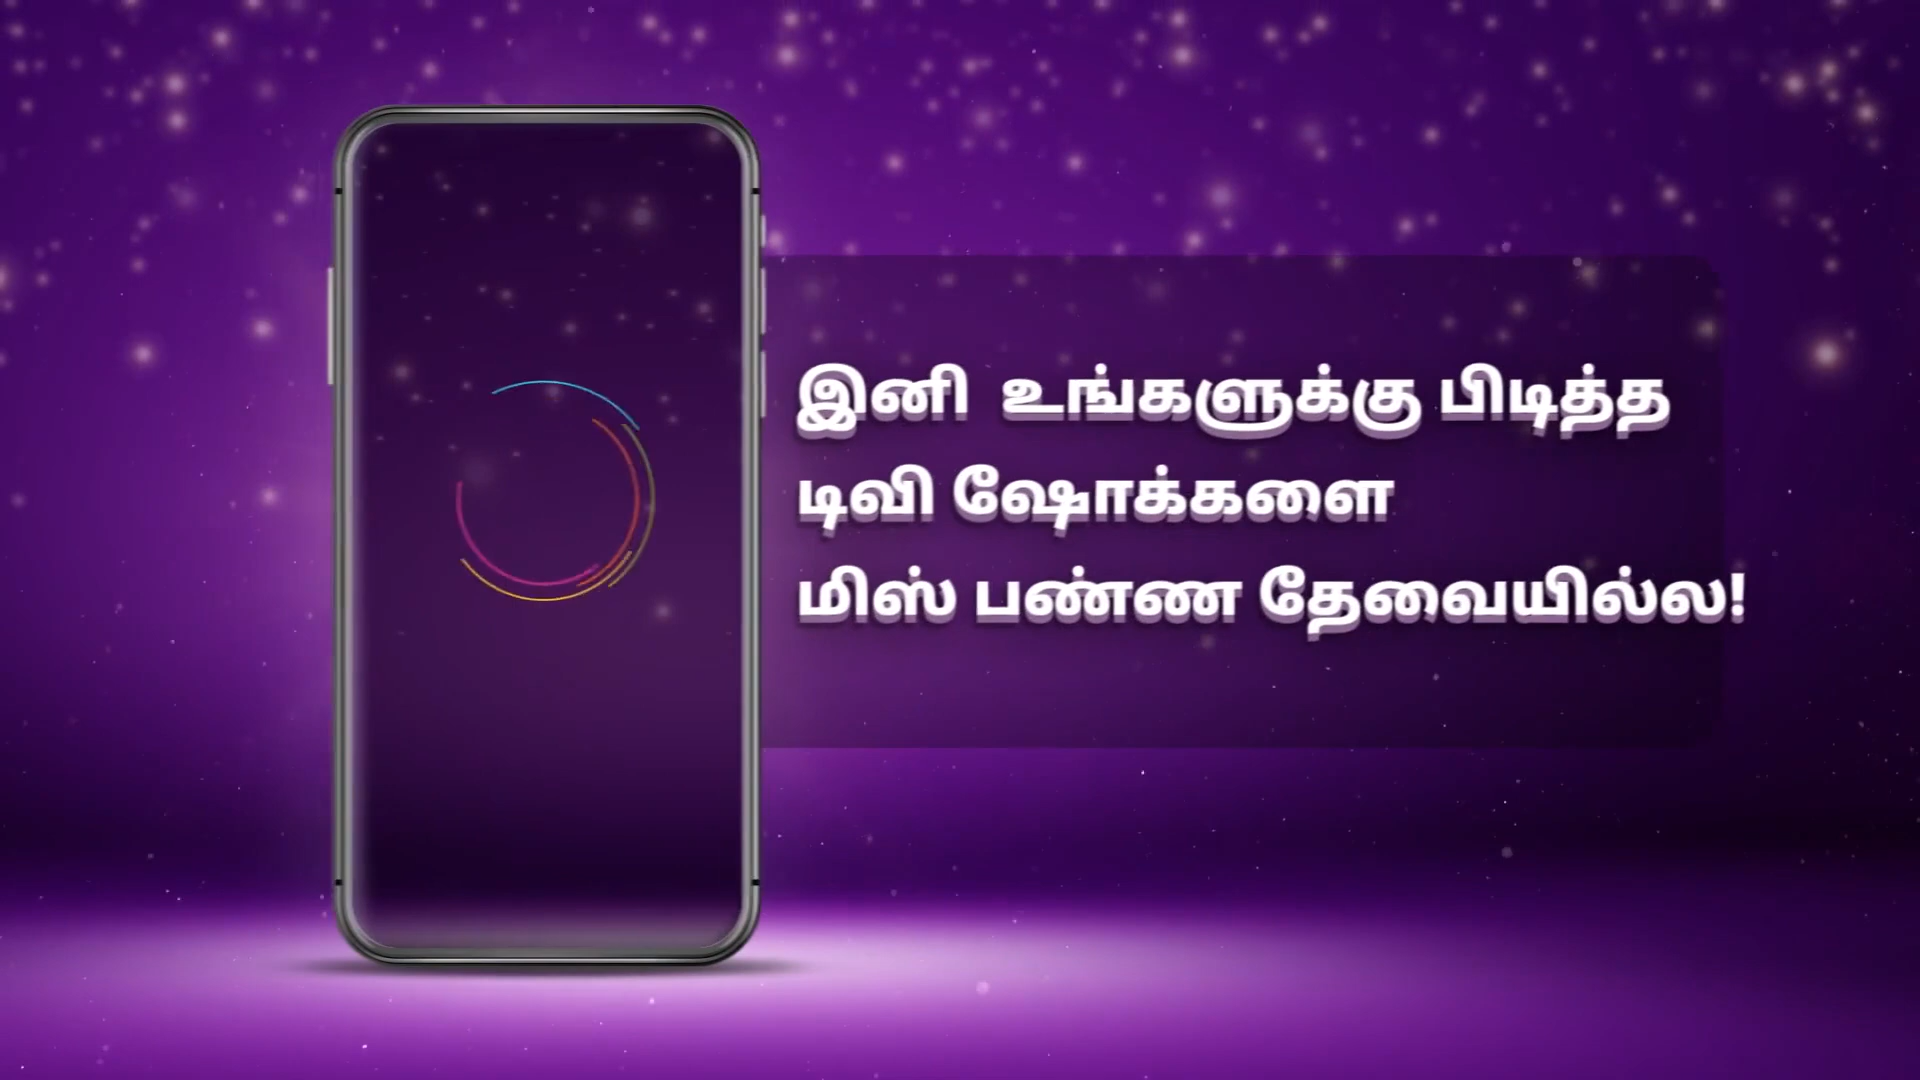 இனி உங்களுக்கு பிடித்த
டிவி ஷோக்களை
மிஸ் பண்ண தேவையில்ல!